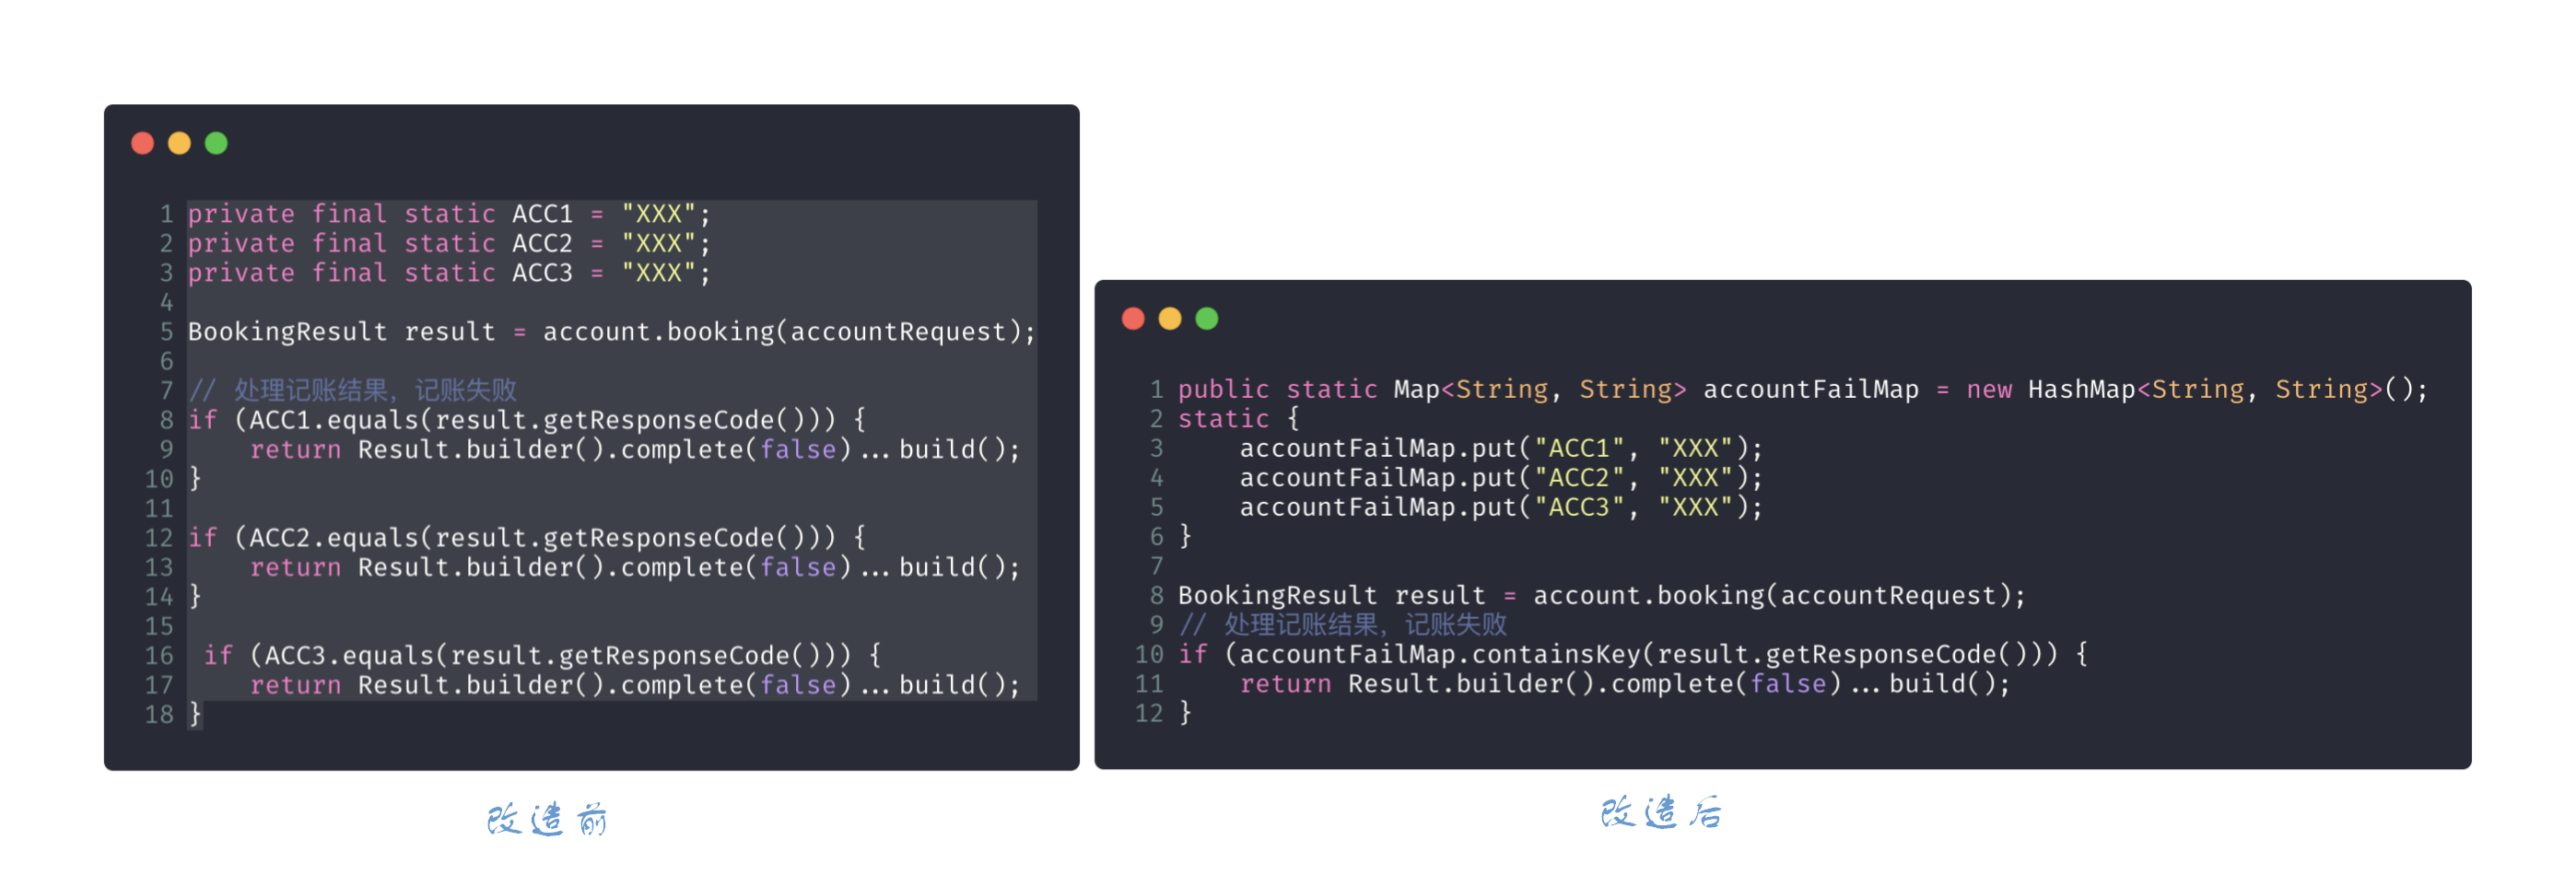 1 private final static ACC1 = "XXX";
2 private final static ACC2 = "XXX";
3 private final static ACC3 = "XXX";
4
5 BookingResult result = account.booking(accountRequest);
6
7 // 处理记账结果，记账失败
8 if (ACC1.equals(result.getResponseCode())) {
9     return Result.builder().complete(false)...build();
10 }
11
12 if (ACC2.equals(result.getResponseCode())) {
13     return Result.builder().complete(false)...build();
14 }
15
16  if (ACC3.equals(result.getResponseCode())) {
17     return Result.builder().complete(false)...build();
18 }
改造前
1 public static Map<String, String> accountFailMap = new HashMap<String, String>();
2 static {
3     accountFailMap.put("ACC1", "XXX");
4     accountFailMap.put("ACC2", "XXX");
5     accountFailMap.put("ACC3", "XXX");
6 }
7
8 BookingResult result = account.booking(accountRequest);
9 // 处理记账结果，记账失败
10 if (accountFailMap.containsKey(result.getResponseCode())) {
11     return Result.builder().complete(false)...build();
12 }
改造后